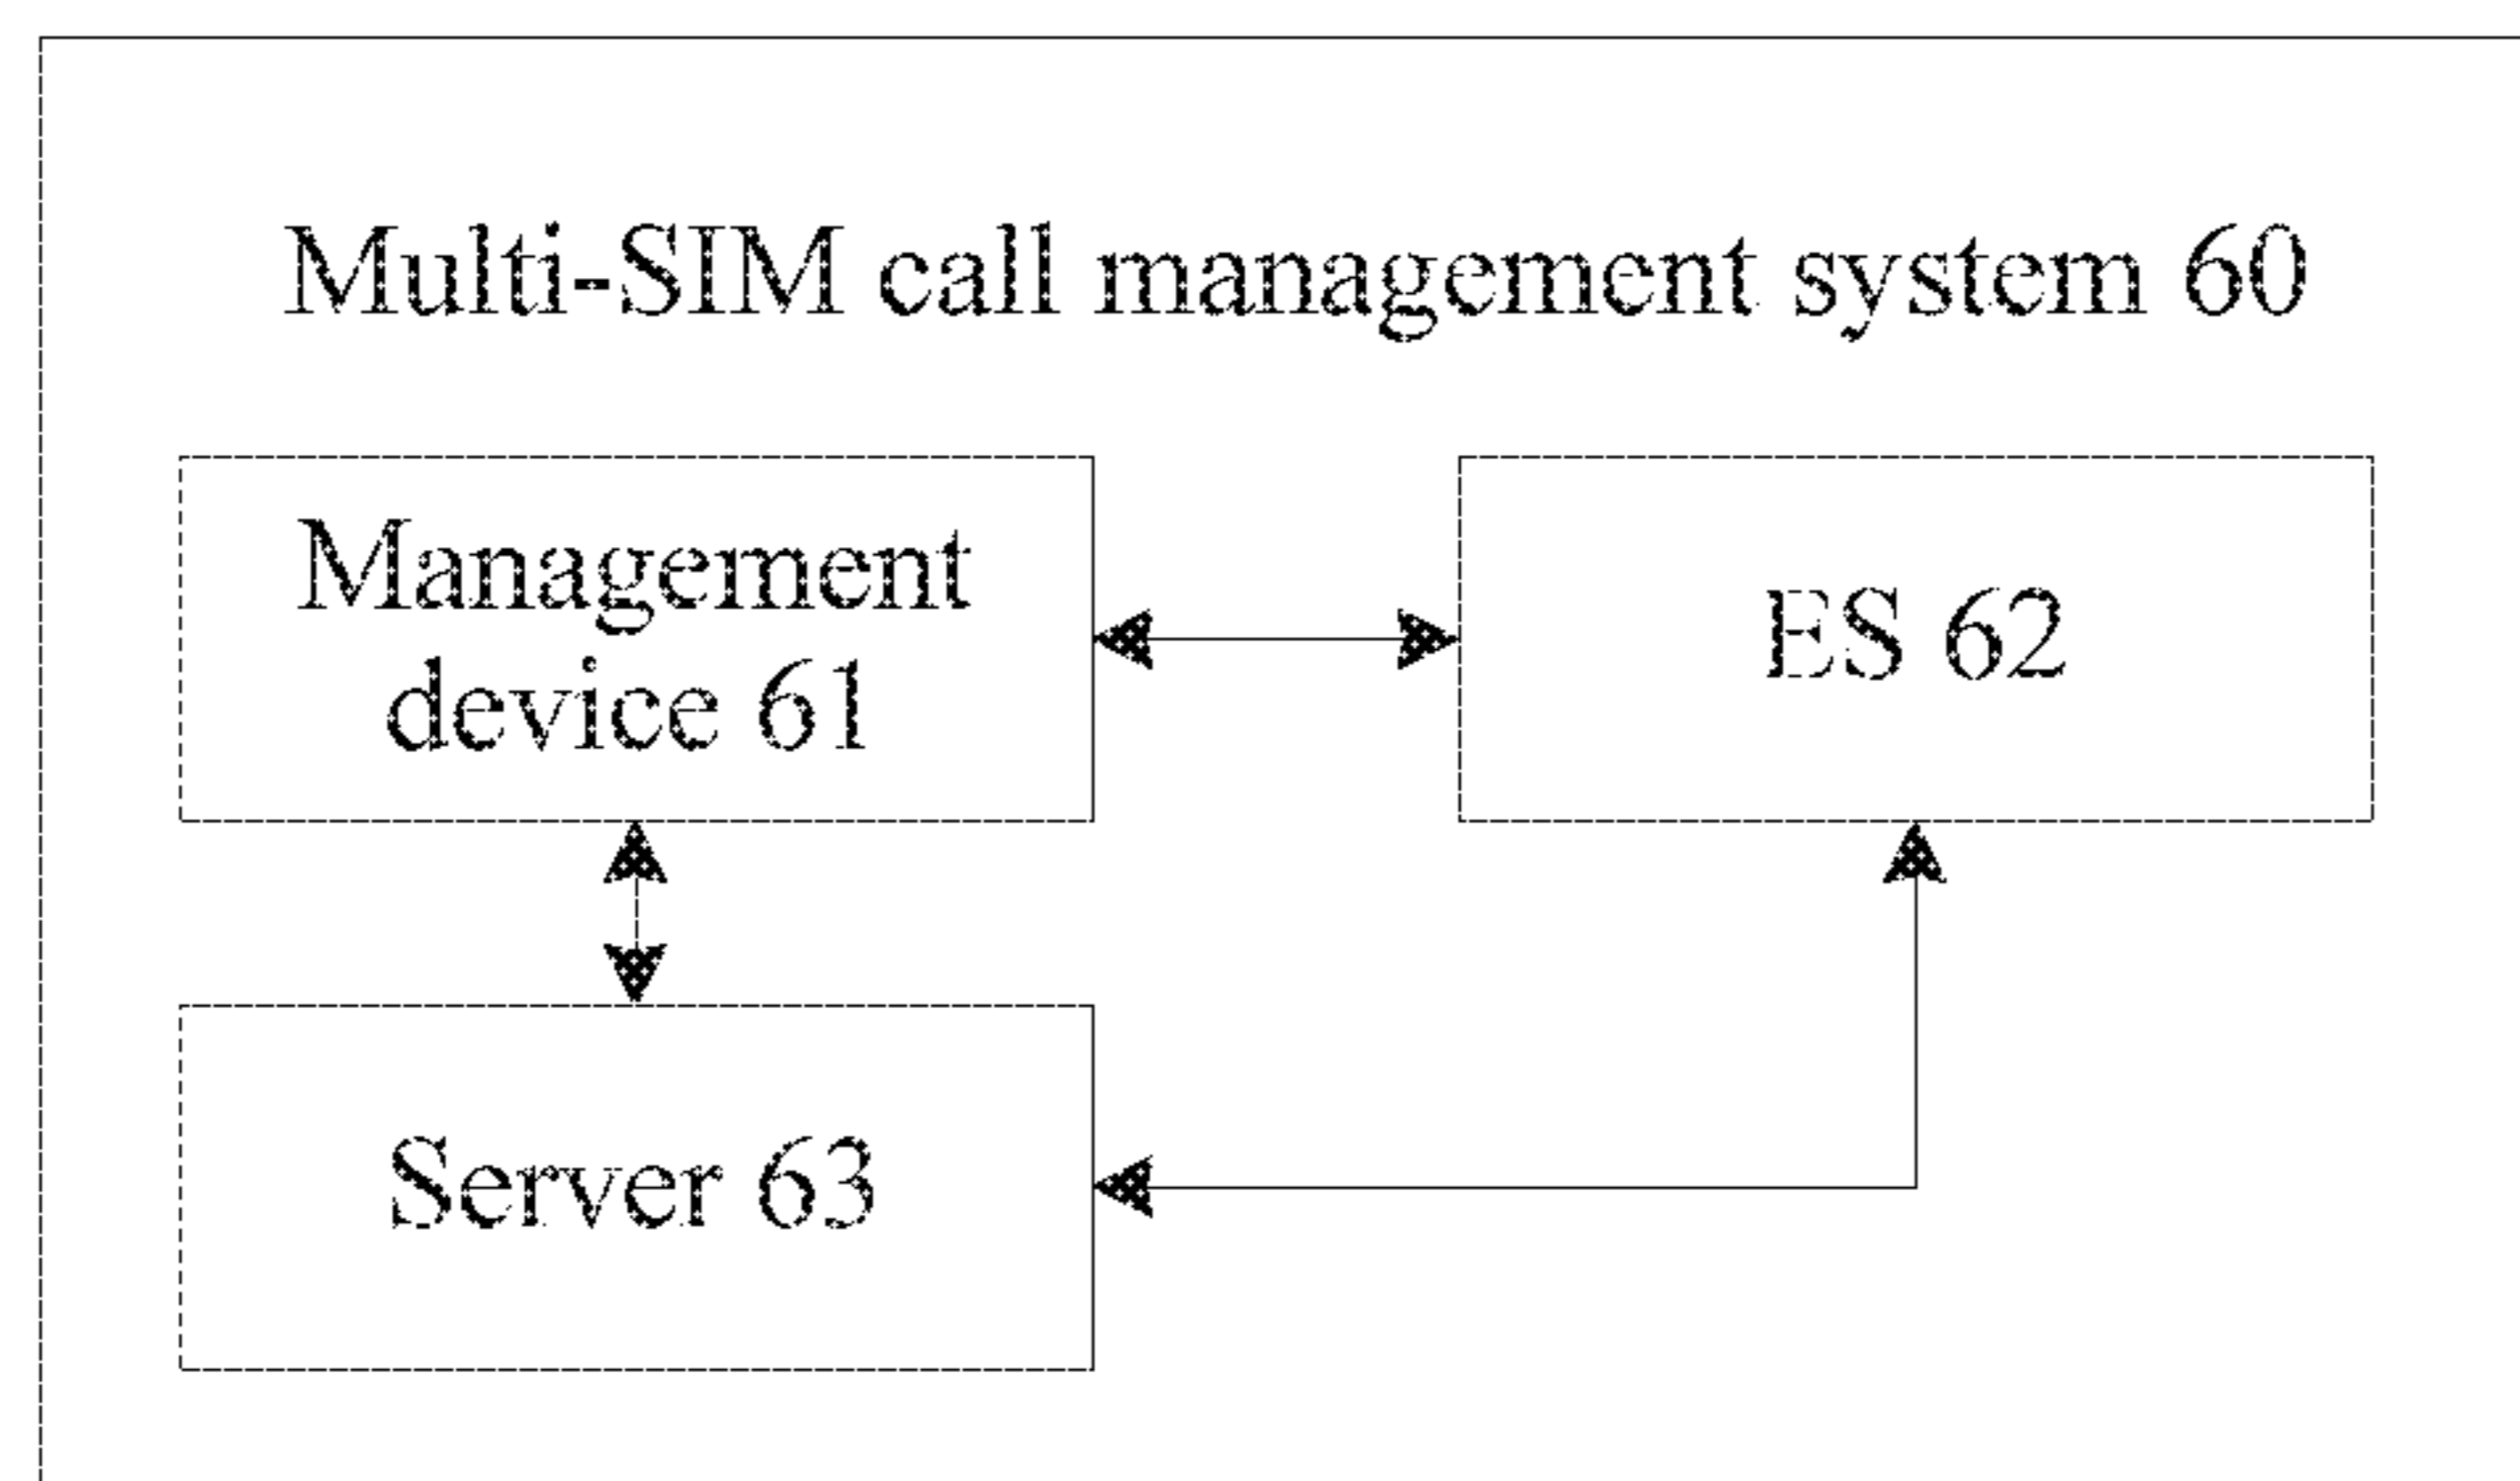 Multi-SIM call management system 60
Management
device 61
ES 62
Server 63